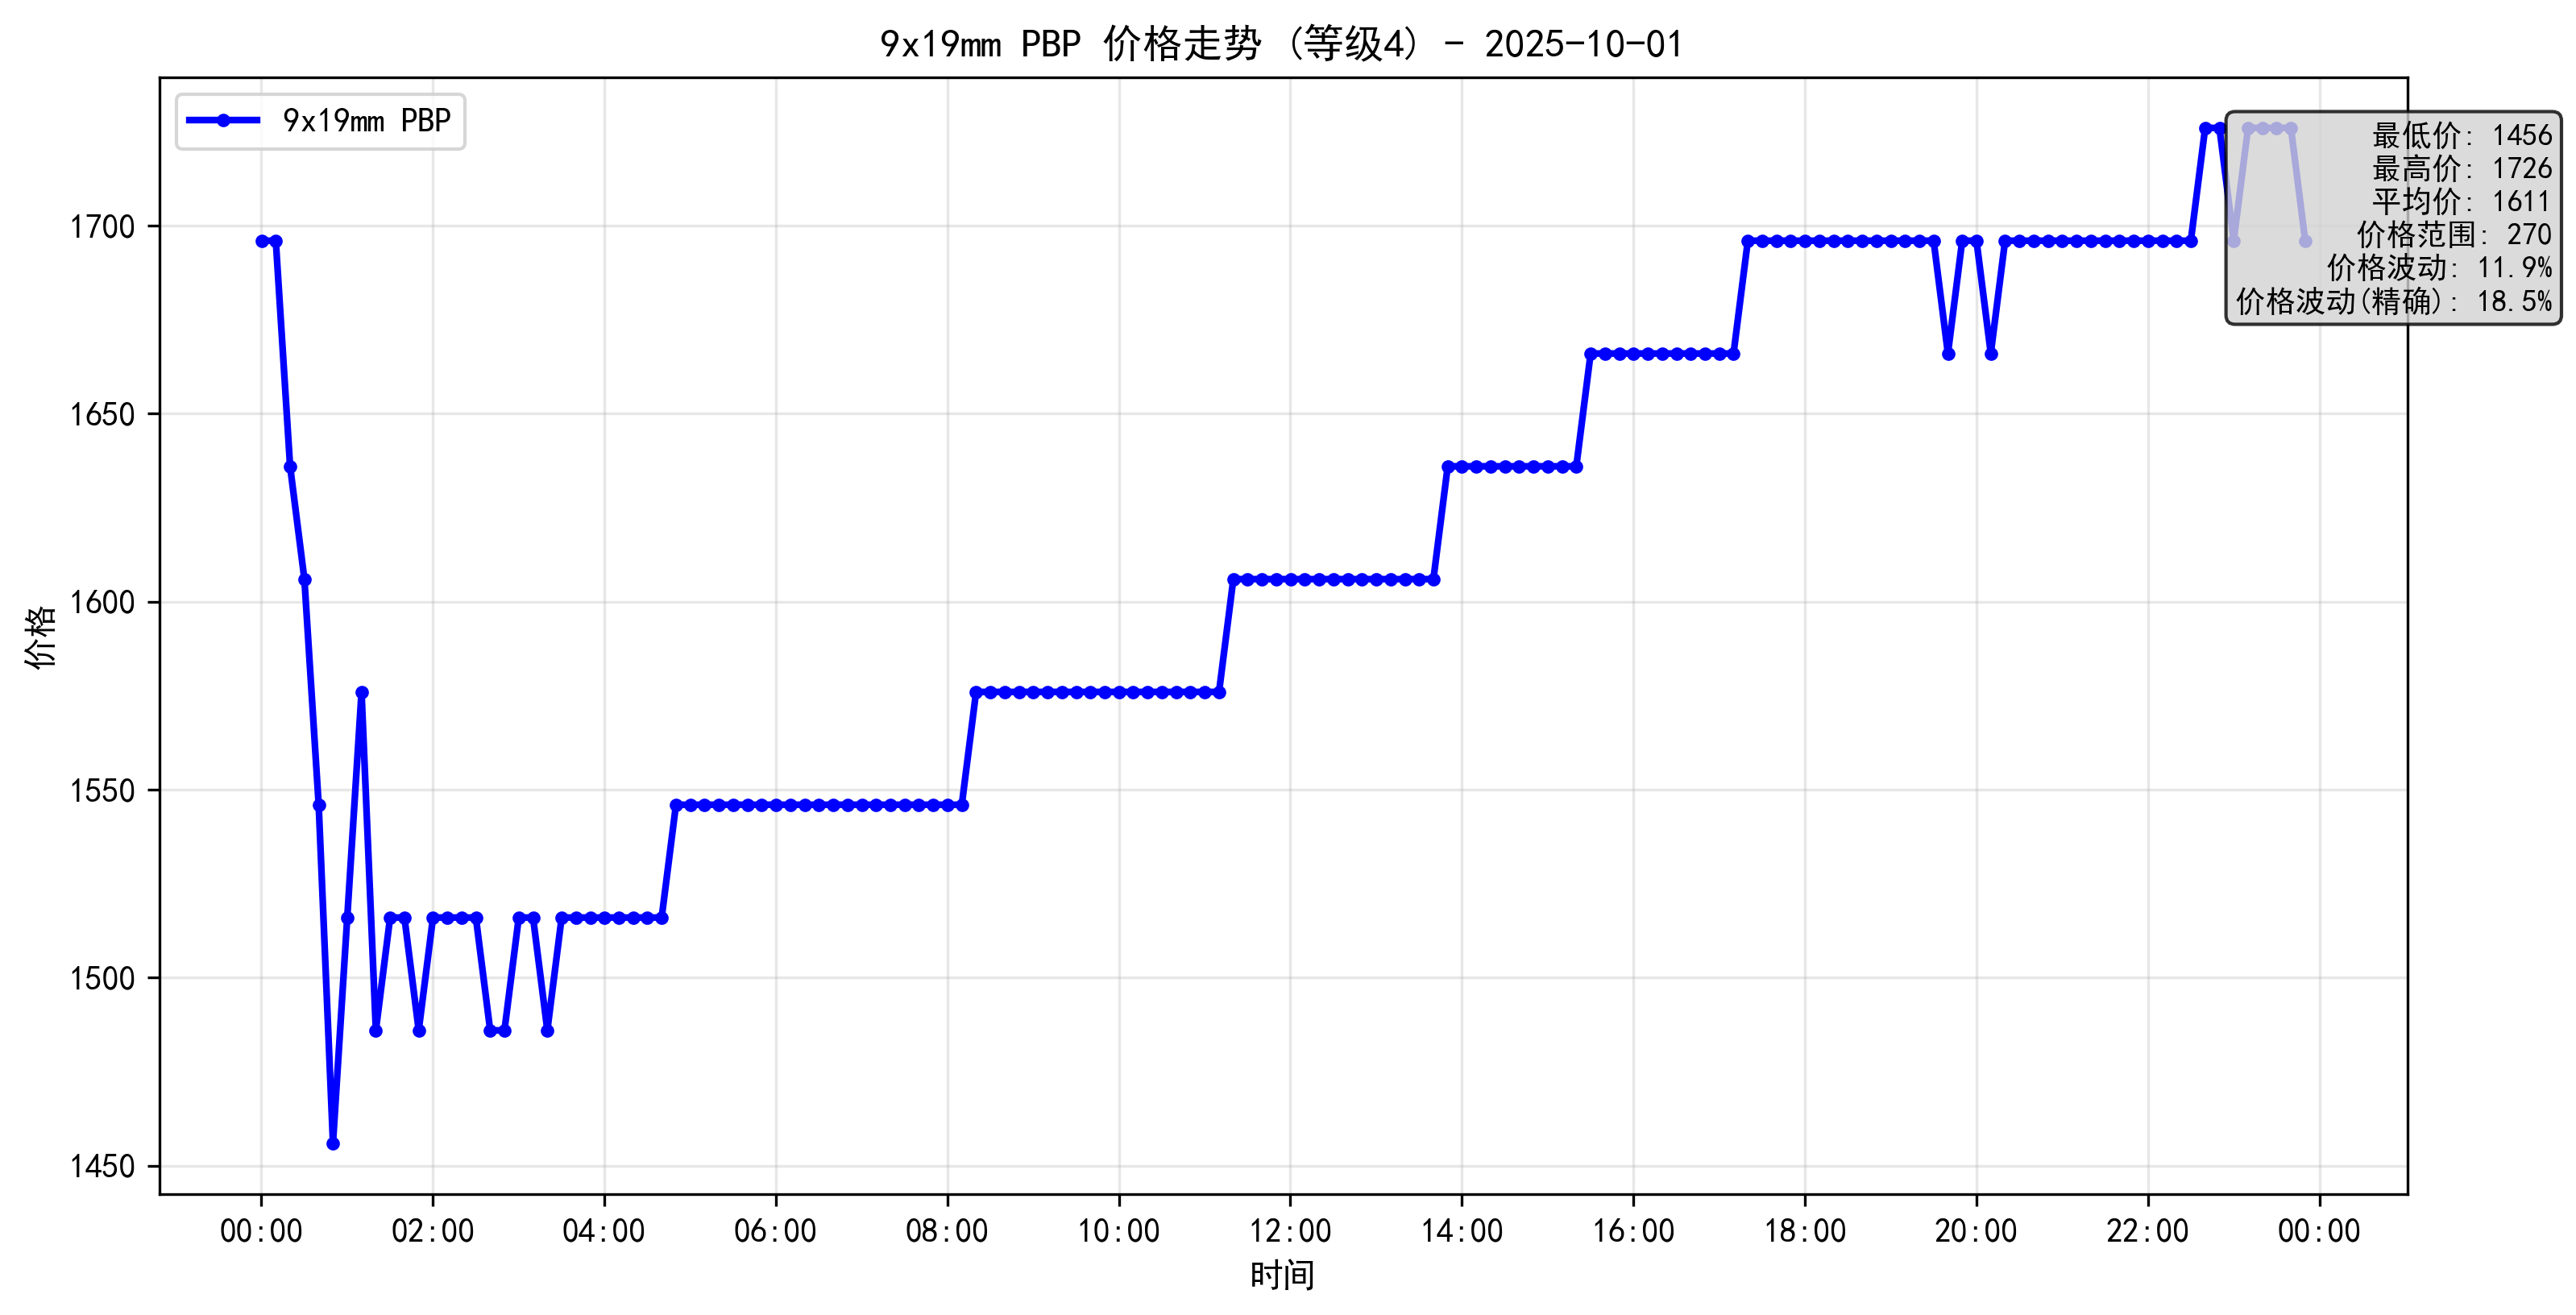 9x19mm PBP 价格走势 (等级4) - 2025-10-01
9x19mm PBP
最低价: 1456
最高价: 1726
平均价: 1611
价格范围: 270
价格波动: 11.9%
价格波动(精确): 18.5%
价格
1700
1650
1600
1550
1500
1450
00:00 02:00 04:00 06:00 08:00 10:00 12:00 14:00 16:00 18:00 20:00 22:00 00:00
时间